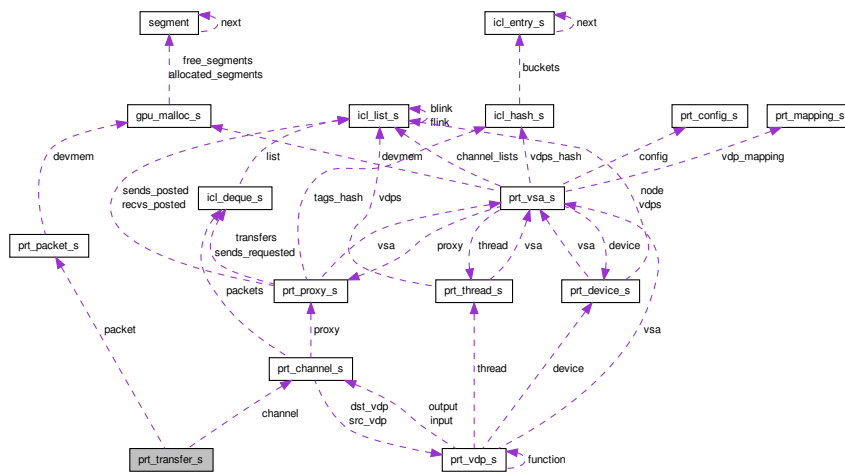 segment
next
icl_entry_s
next
free_segments
allocated_segments
buckets
gpu_malloc_s
icl_list_s
blink
flink
icl_hash_s
prt_config_s
prt_mapping_s
devmem
list
devmem
channel_lists
vdps_hash
config
vdp_mapping
sends_posted
recvs_posted
icl_deque_s
tags_hash
vdps
prt_vsa_s
node
vdps
prt_packet_s
transfers
sends_requested
vsa
proxy
thread
vsa
vsa
device
packets
prt_proxy_s
prt_thread_s
prt_device_s
packet
proxy
vsa
thread
device
prt_channel_s
channel
dst_vdp
src_vdp
output
input
prt_transfer_s
prt_vdp_s
function